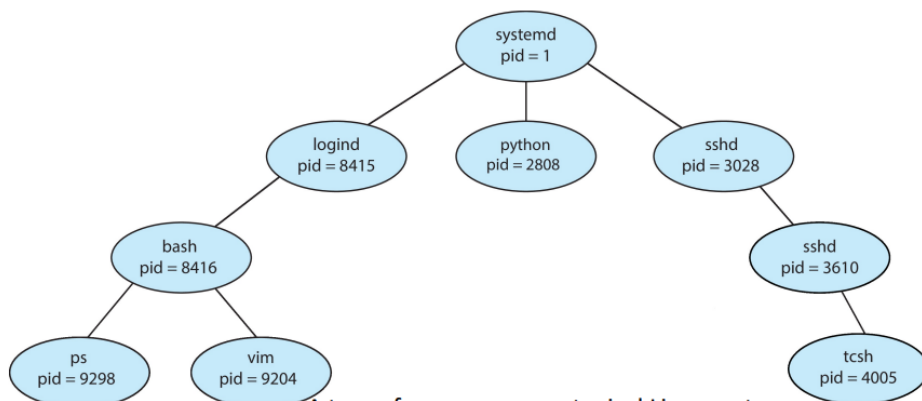 systemd
pid = 1
logind
pid = 8415
python
pid = 2808
sshd
pid = 3028
bash
pid = 8416
sshd
pid = 3610
ps
pid = 9298
vim
pid = 9204
tcsh
pid = 4005